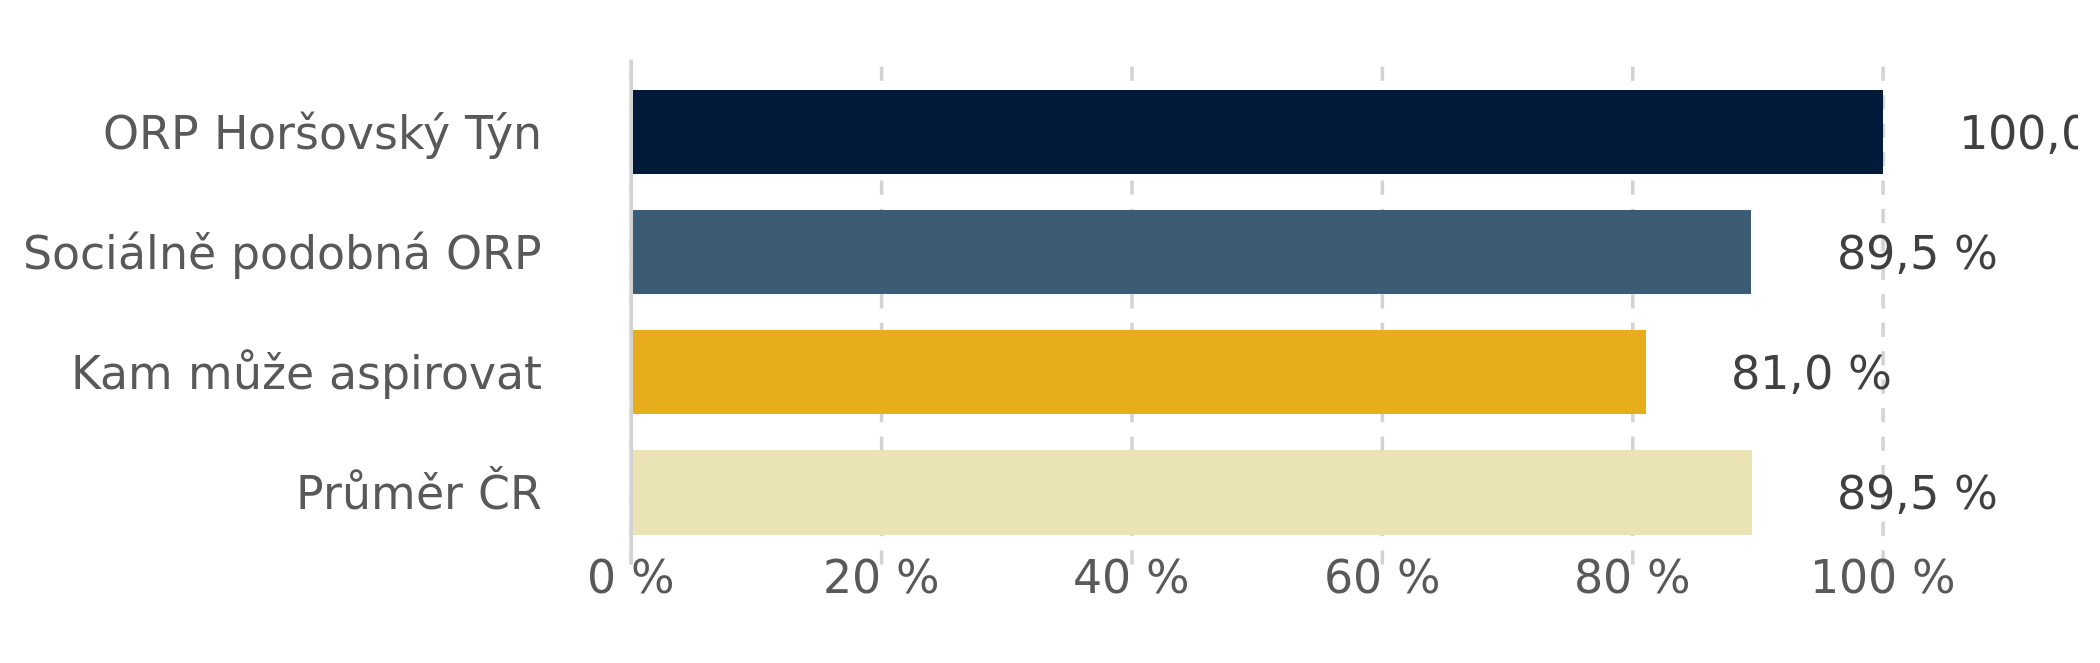 ORP Horšovský Týn 100,0
Sociálně podobná ORP 89,5 %
Kam může aspirovat 81,0 %
Průměr ČR 89,5 %
0 % 20 % 40 % 60 % 80 % 100 %